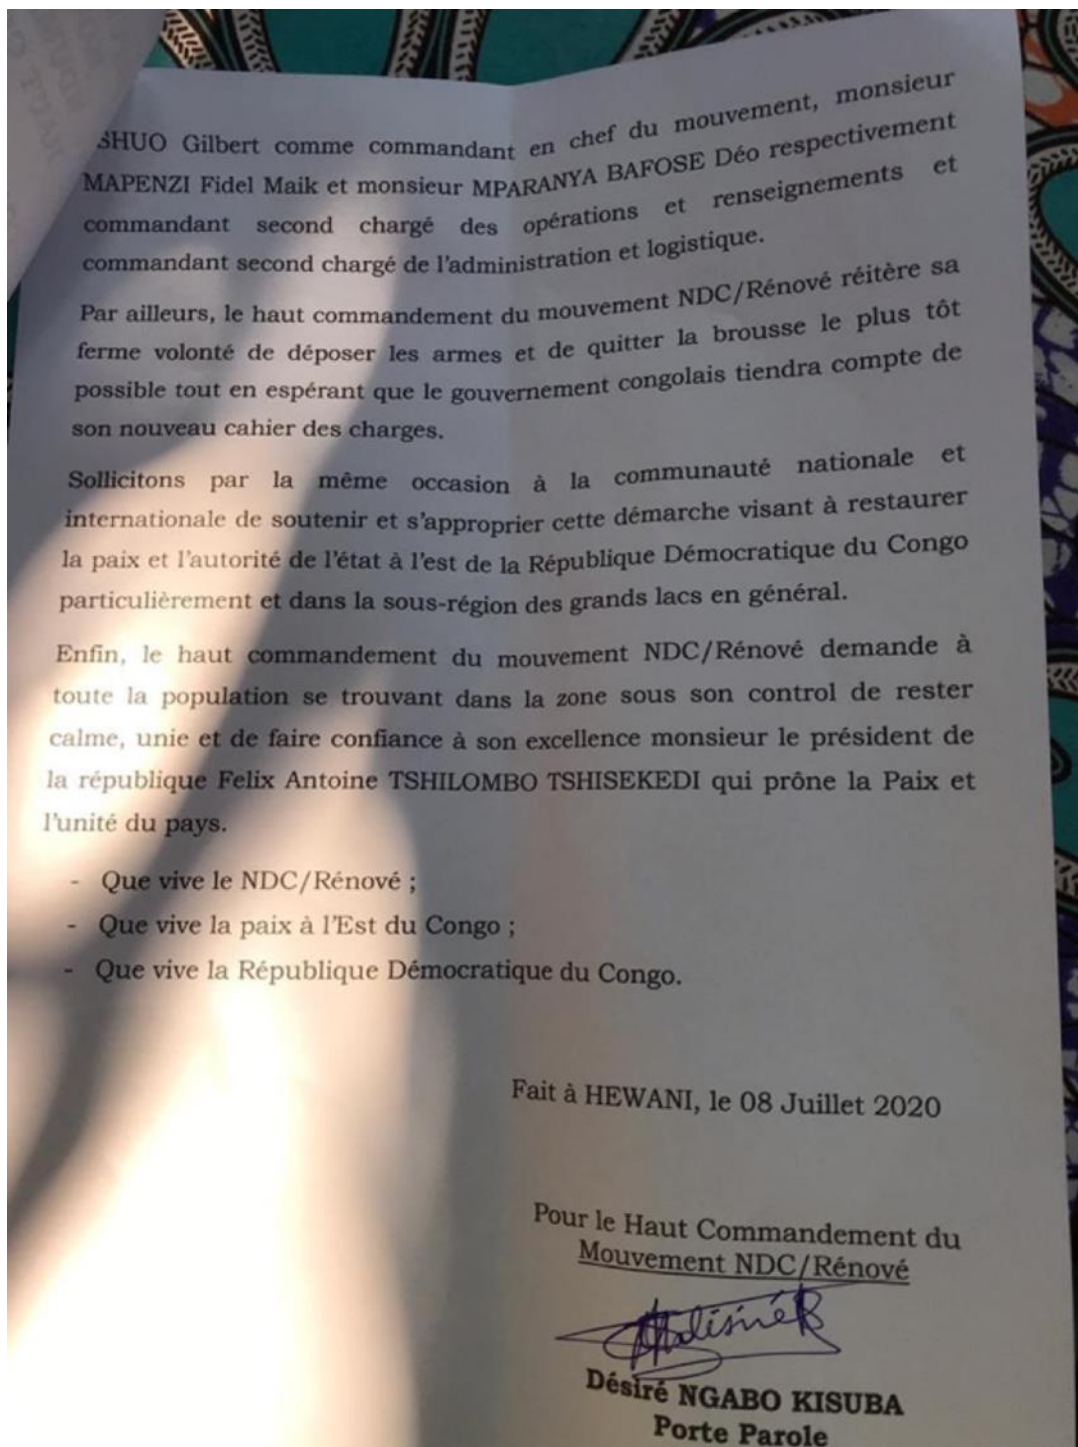 SHUO Gilbert comme commandant en chef du mouvement, monsieur
MAPENZI Fidel Maik et monsieur MPARANYA BAFOSE Déo respectivement
commandant second chargé des opérations et renseignements et
commandant second chargé de l'administration et logistique.
Par ailleurs, le haut commandement du mouvement NDC/Rénové réitère sa
ferme volonté de déposer les armes et de quitter la brousse le plus tôt
possible tout en espérant que le gouvernement congolais tiendra compte de
son nouveau cahier des charges.
Sollicitons par la même occasion à la communauté nationale et
internationale de soutenir et s'approprier cette démarche visant à restaurer
la paix et l'autorité de l'état à l'est de la République Démocratique du Congo
particulièrement et dans la sous-région des grands lacs en général.
Enfin, le haut commandement du mouvement NDC/Rénové demande à
toute la population se trouvant dans la zone sous son control de rester
calme, unie et de faire confiance à son excellence monsieur le président de
la république Felix Antoine TSHILOMBO TSHISEKEDI qui prône la Paix et
l'unité du pays.
- Que vive le NDC/Rénové ;
- Que vive la paix à l'Est du Congo ;
- Que vive la République Démocratique du Congo.
Fait à HEWANI, le 08 Juillet 2020
Pour le Haut Commandement du
Mouvement NDC/Rénové
Désiré NGABO KISUBA
Porte Parole